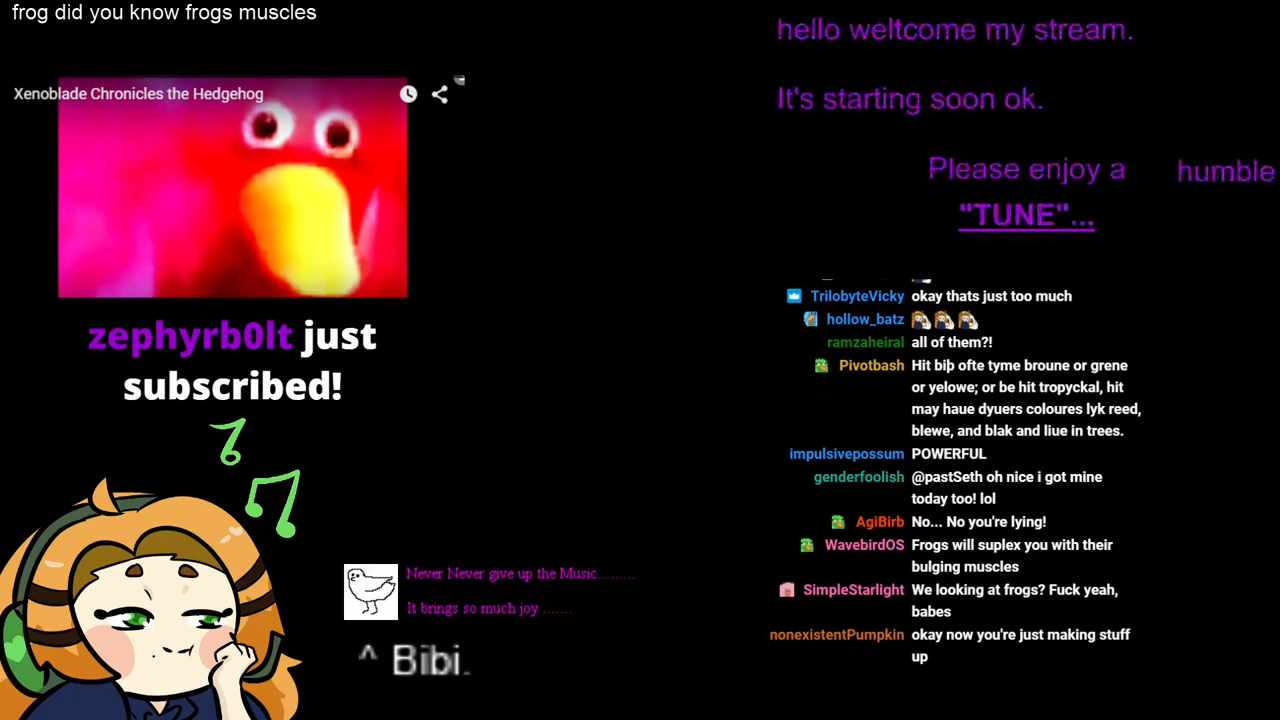 frog did you know frogs muscles
Xenoblade Chronicles the Hedgehog
zephyrb0lt just
subscribed!
Never Never give up the Music.........
It brings so much joy .......
^ Bibi.
hello weltcome my stream.
It's starting soon ok.
Please enjoy a humble
"TUNE"...
TrilobyteVicky okay thats just too much
hollow_batz
ramzaheiral all of them?!
Pivotbash Hit biþ ofte tyme broune or grene
or yelowe; or be hit tropyckal, hit
may haue dyuers coloures lyk reed,
blewe, and blak and liue in trees.
impulsivepossum POWERFUL
genderfoolish @pastSeth oh nice i got mine
today too! lol
AgiBirb No... No you're lying!
WavebirdOS Frogs will suplex you with their
bulging muscles
SimpleStarlight We looking at frogs? Fuck yeah,
babes
nonexistentPumpkin okay now you're just making stuff
up